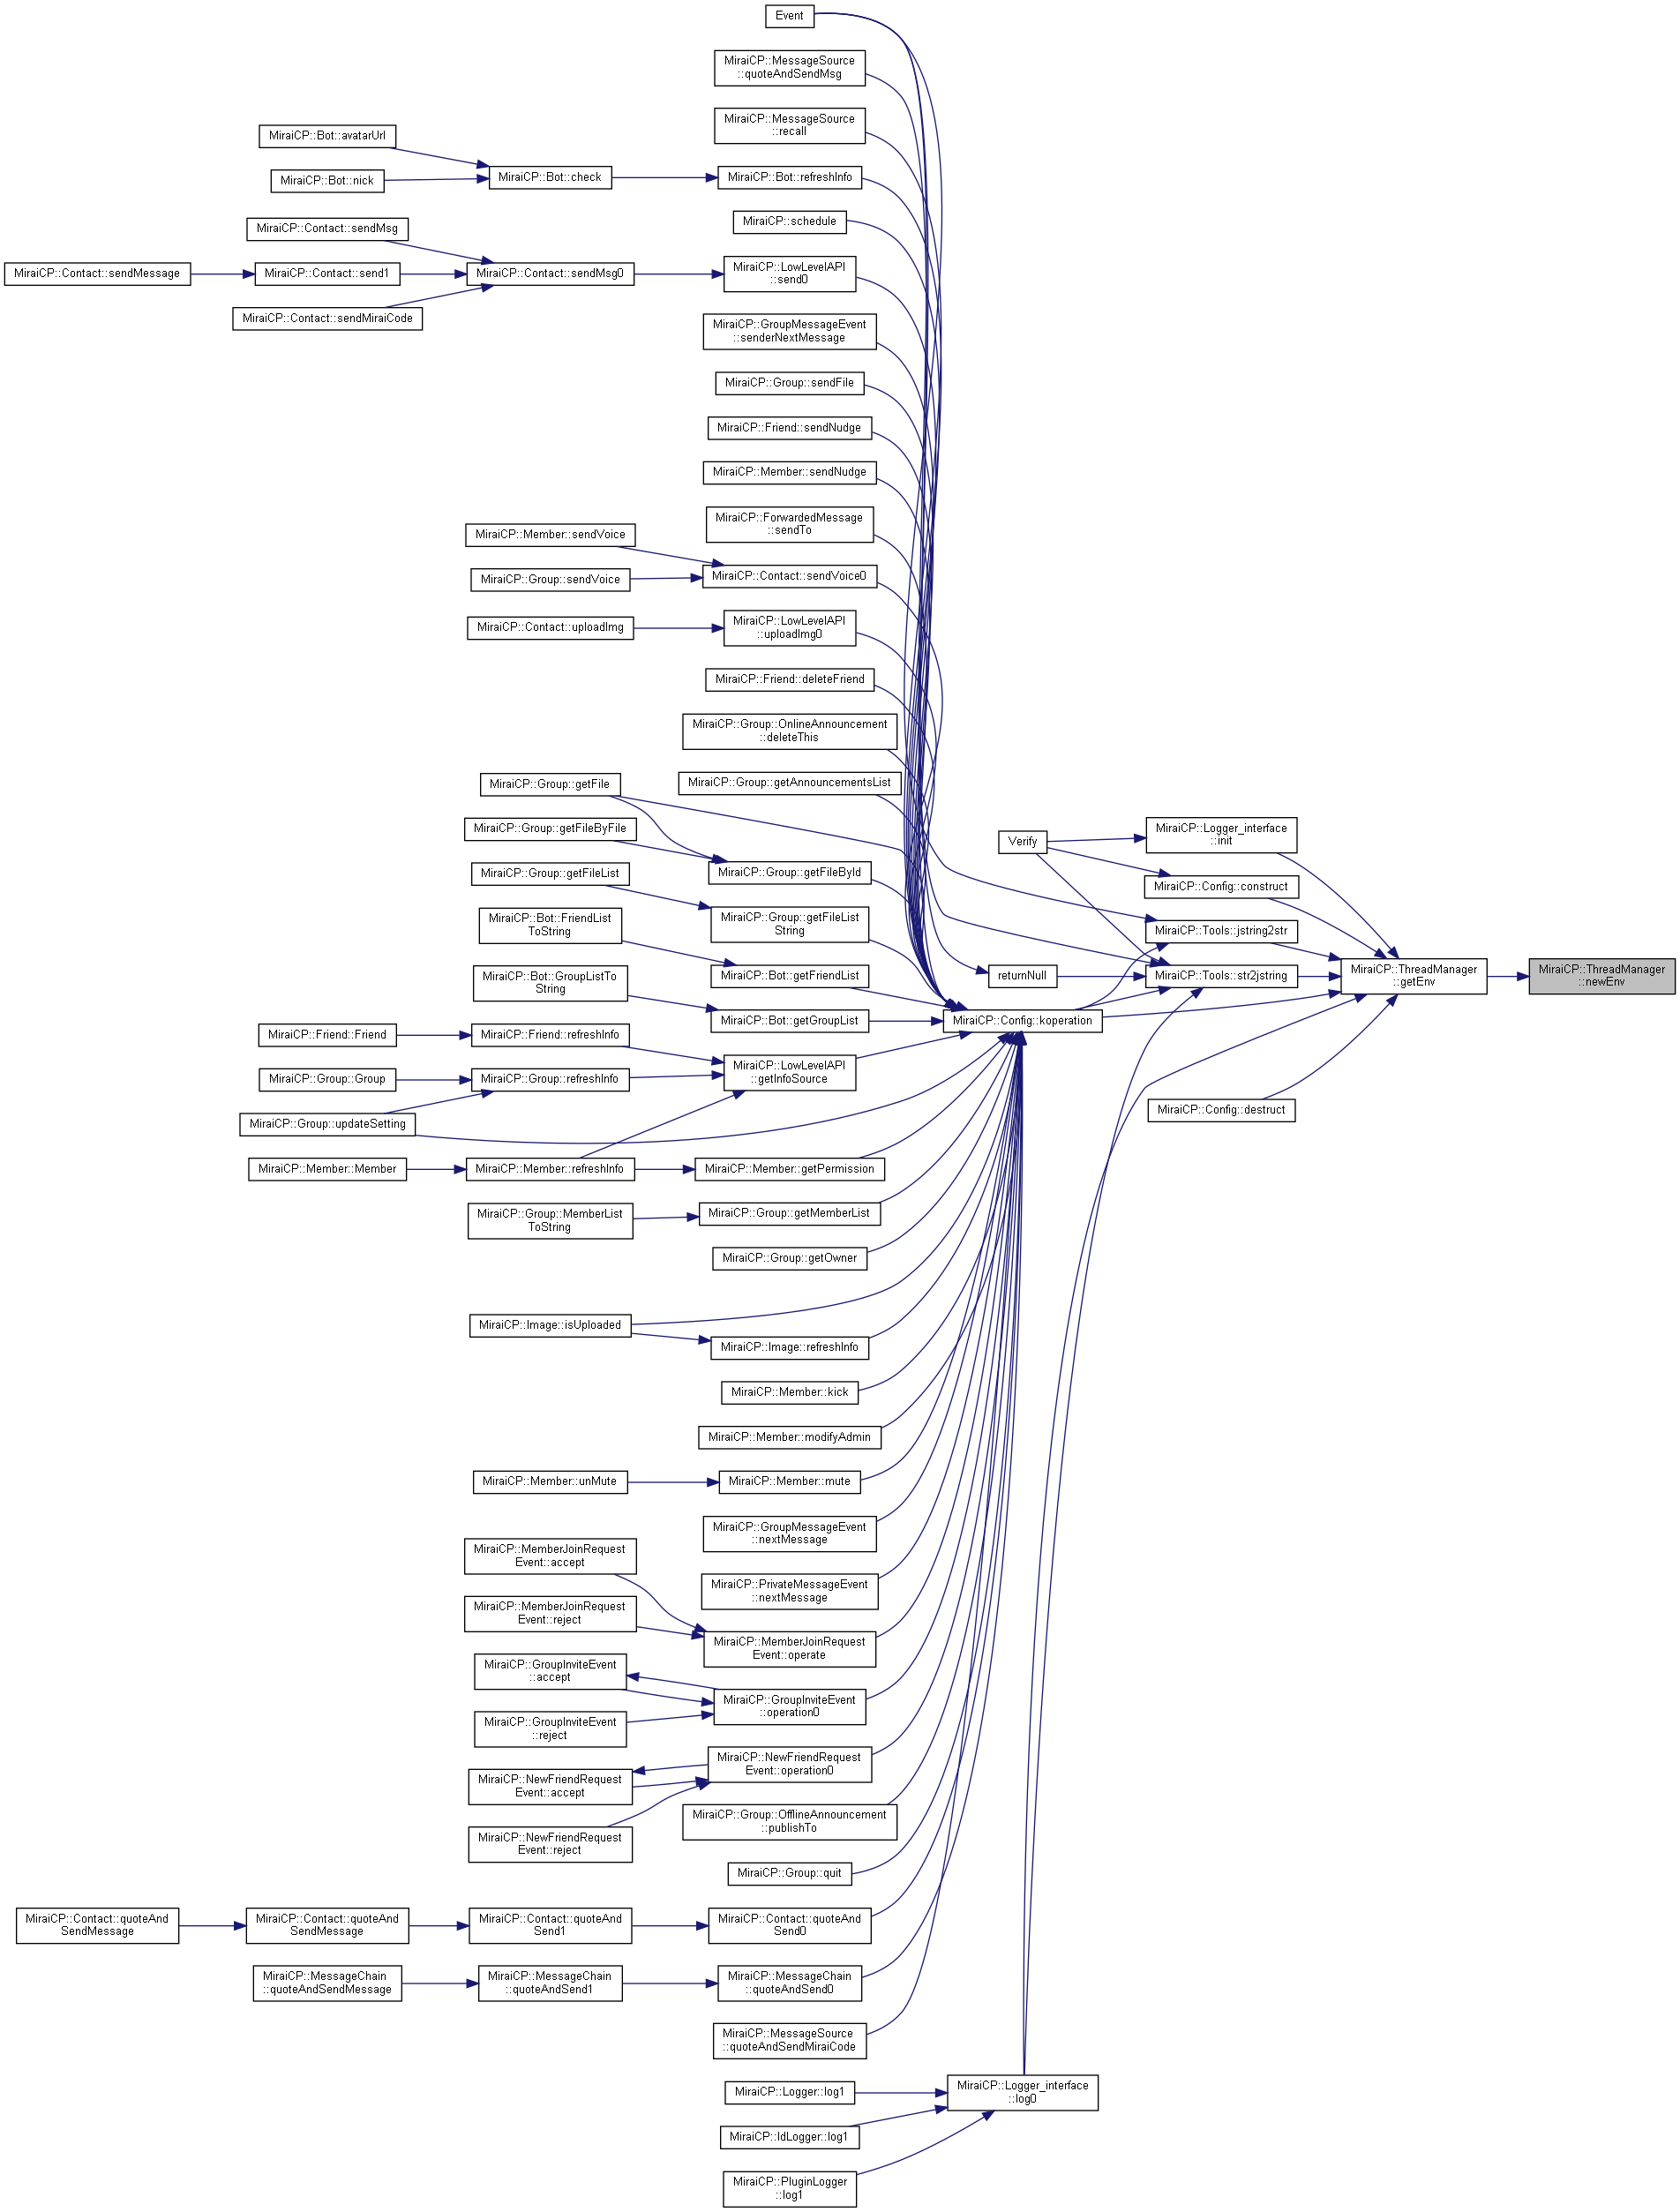 Event
MiraiCP::MessageSource
::quoteAndSendMsg
MiraiCP::MessageSource
::recall
MiraiCP::Bot::avatarUrl
MiraiCP::Bot::nick
MiraiCP::Bot::check
MiraiCP::Bot::refreshInfo
MiraiCP::schedule
MiraiCP::Contact::sendMsg
MiraiCP::Contact::sendMessage
MiraiCP::Contact::send1
MiraiCP::Contact::sendMsg0
MiraiCP::LowLevelAPI
::send0
MiraiCP::Contact::sendMiraiCode
MiraiCP::GroupMessageEvent
::senderNextMessage
MiraiCP::Group::sendFile
MiraiCP::Friend::sendNudge
MiraiCP::Member::sendNudge
MiraiCP::ForwardedMessage
::sendTo
MiraiCP::Member::sendVoice
MiraiCP::Group::sendVoice
MiraiCP::Contact::sendVoice0
MiraiCP::Contact::uploadImg
MiraiCP::LowLevelAPI
::uploadImg0
MiraiCP::Friend::deleteFriend
MiraiCP::Group::OnlineAnnouncement
::deleteThis
MiraiCP::Group::getFile
MiraiCP::Group::getAnnouncementsList
MiraiCP::Group::getFileByFile
MiraiCP::Group::getFileById
MiraiCP::Group::getFileList
MiraiCP::Group::getFileList
String
MiraiCP::Bot::FriendList
ToString
MiraiCP::Bot::getFriendList
MiraiCP::Bot::GroupListTo
String
MiraiCP::Bot::getGroupList
Verify
MiraiCP::Logger_interface
::init
MiraiCP::Config::construct
MiraiCP::Tools::jstring2str
returnNull
MiraiCP::Tools::str2jstring
MiraiCP::ThreadManager
::getEnv
MiraiCP::ThreadManager
::newEnv
MiraiCP::Config::koperation
MiraiCP::Config::destruct
MiraiCP::Friend::Friend
MiraiCP::Friend::refreshInfo
MiraiCP::Group::Group
MiraiCP::Group::refreshInfo
MiraiCP::LowLevelAPI
::getInfoSource
MiraiCP::Group::updateSetting
MiraiCP::Member::Member
MiraiCP::Member::refreshInfo
MiraiCP::Member::getPermission
MiraiCP::Group::MemberList
ToString
MiraiCP::Group::getMemberList
MiraiCP::Group::getOwner
MiraiCP::Image::isUploaded
MiraiCP::Image::refreshInfo
MiraiCP::Member::kick
MiraiCP::Member::modifyAdmin
MiraiCP::Member::unMute
MiraiCP::Member::mute
MiraiCP::GroupMessageEvent
::nextMessage
MiraiCP::MemberJoinRequest
Event::accept
MiraiCP::PrivateMessageEvent
::nextMessage
MiraiCP::MemberJoinRequest
Event::reject
MiraiCP::MemberJoinRequest
Event::operate
MiraiCP::GroupInviteEvent
::accept
MiraiCP::GroupInviteEvent
::operation0
MiraiCP::GroupInviteEvent
::reject
MiraiCP::NewFriendRequest
Event::operation0
MiraiCP::NewFriendRequest
Event::accept
MiraiCP::Group::OfflineAnnouncement
::publishTo
MiraiCP::NewFriendRequest
Event::reject
MiraiCP::Group::quit
MiraiCP::Contact::quoteAnd
SendMessage
MiraiCP::Contact::quoteAnd
SendMessage
MiraiCP::Contact::quoteAnd
Send1
MiraiCP::Contact::quoteAnd
Send0
MiraiCP::MessageChain
::quoteAndSendMessage
MiraiCP::MessageChain
::quoteAndSend1
MiraiCP::MessageChain
::quoteAndSend0
MiraiCP::MessageSource
::quoteAndSendMiraiCode
MiraiCP::Logger::log1
MiraiCP::Logger_interface
::log0
MiraiCP::IdLogger::log1
MiraiCP::PluginLogger
::log1